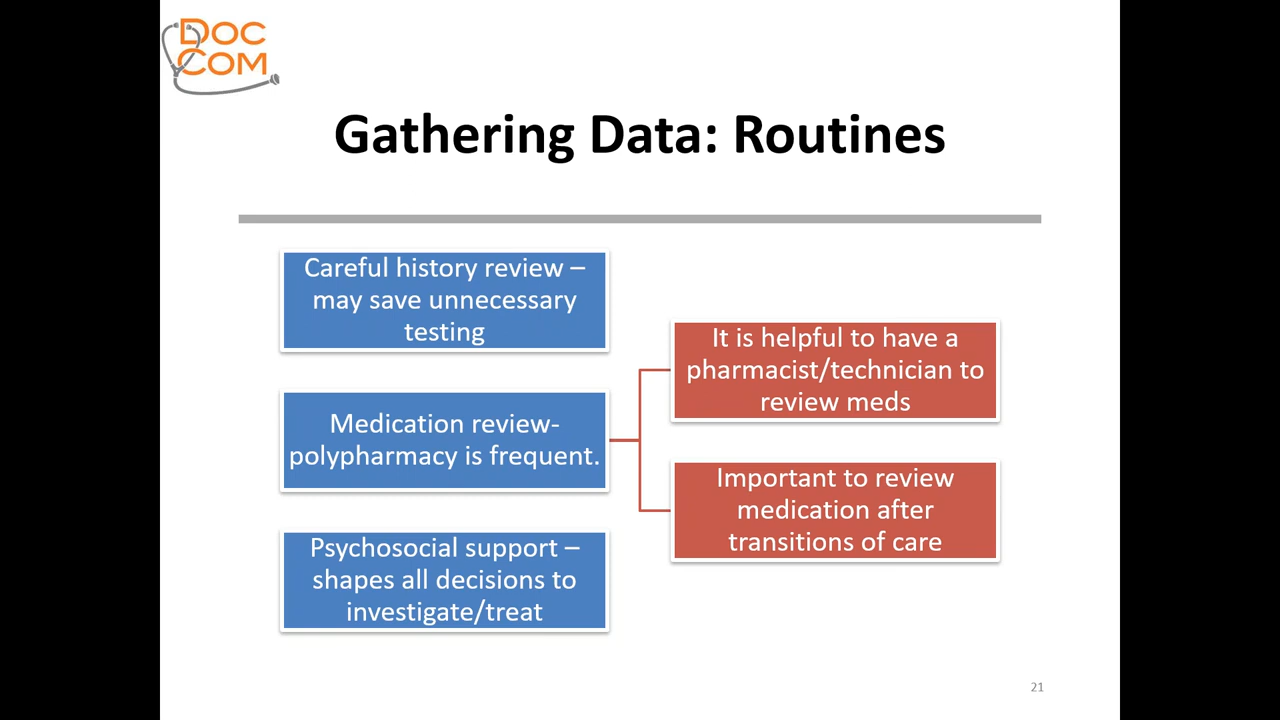 DOC
COM
Gathering Data: Routines
Careful history review –
may save unnecessary
testing
Medication review-
polypharmacy is frequent.
Psychosocial support –
shapes all decisions to
investigate/treat
It is helpful to have a
pharmacist/technician to
review meds
Important to review
medication after
transitions of care
21